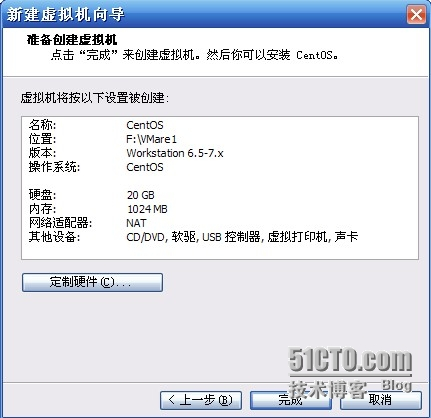 新建虚拟机向导
准备创建虚拟机
点击“完成”来创建虚拟机。然后你可以安装 CentOS。
虚拟机将按以下设置被创建:
名称: CentOS
位置: F:\VMare1
版本: Workstation 6.5-7.x
操作系统: CentOS
硬盘: 20 GB
内存: 1024 MB
网络适配器: NAT
其他设备: CD/DVD, 软驱, USB 控制器, 虚拟打印机, 声卡
定制硬件(C)...
51CTO.com
技术博客 Blog
< 上一步(B) 完成 取消